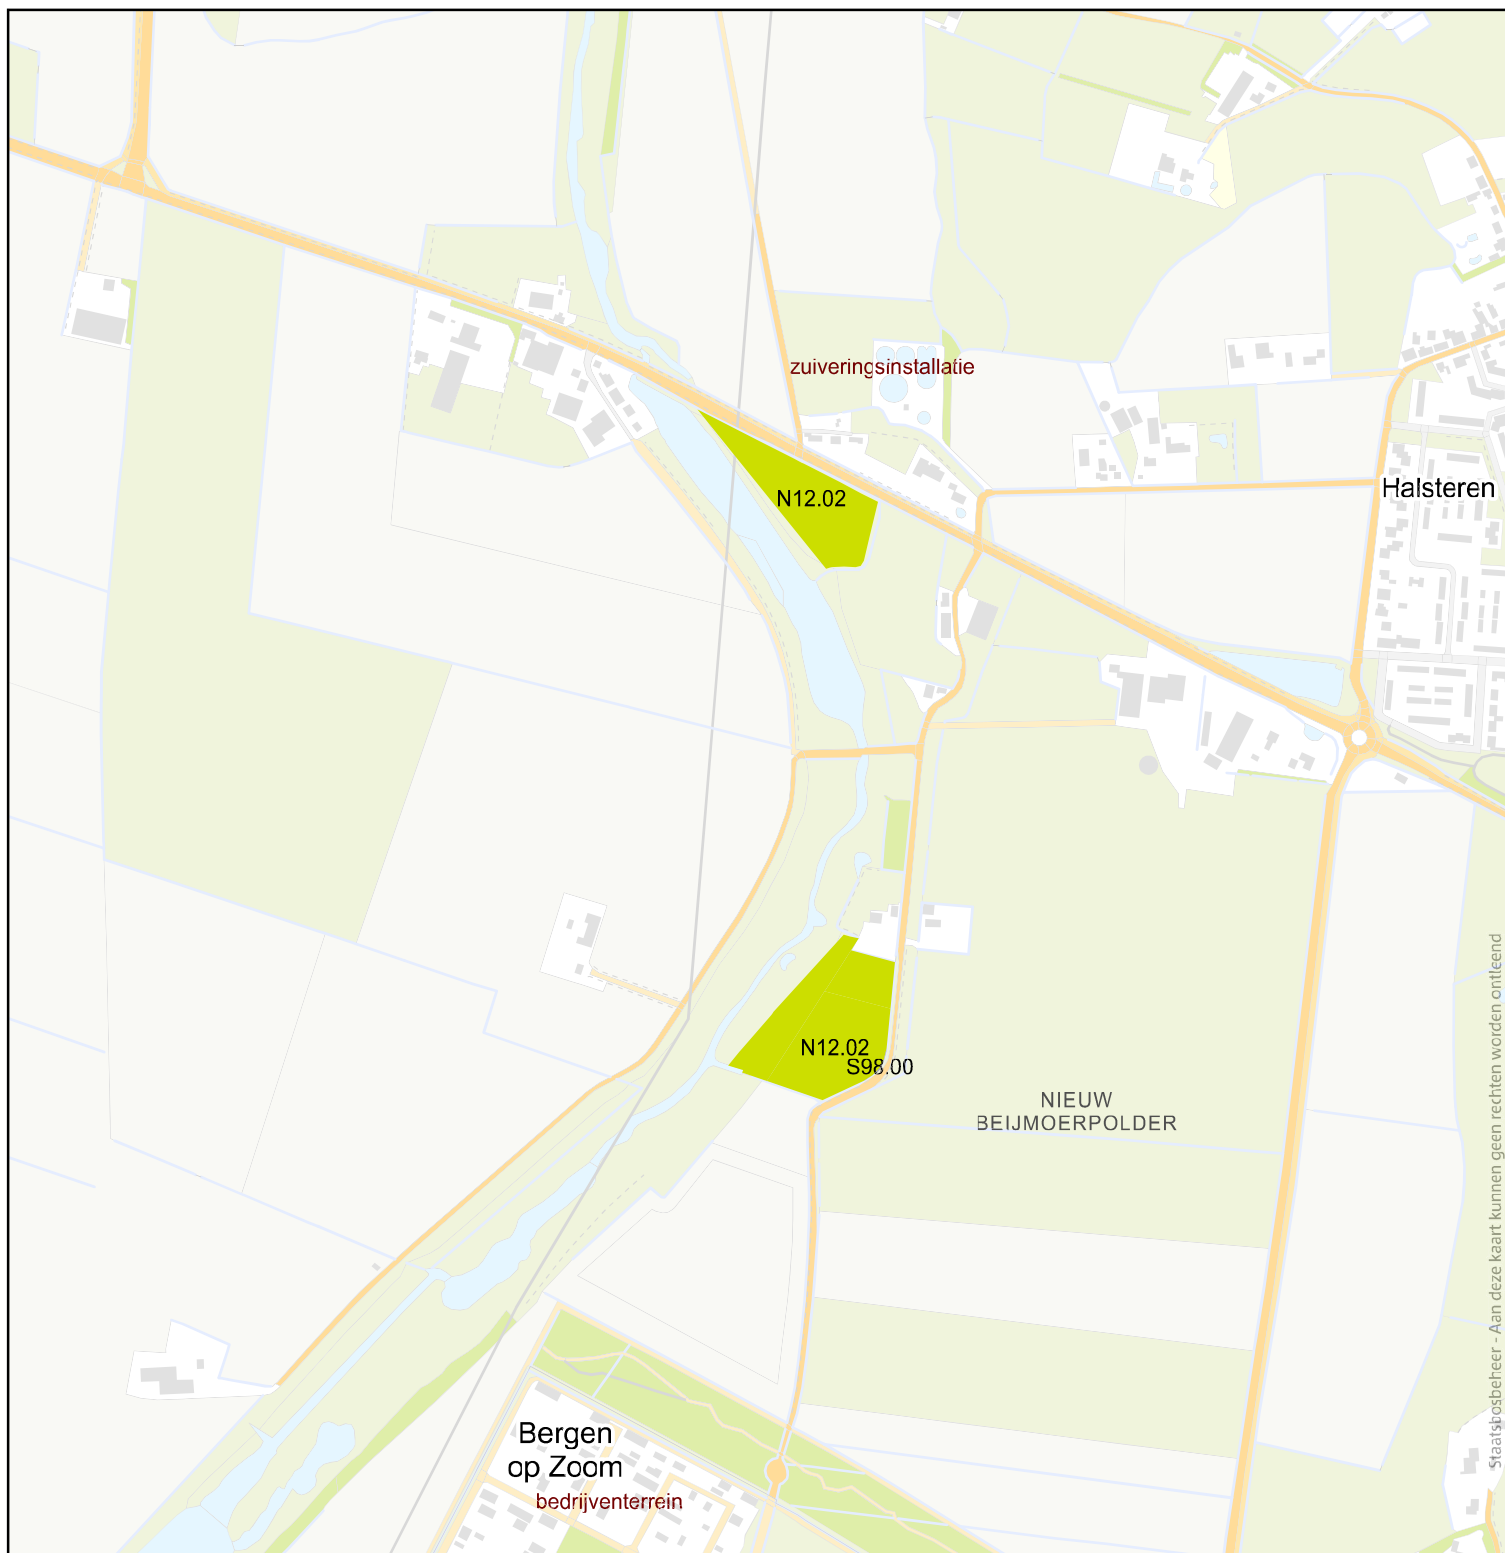 zuiveringsinstallatie
Halsteren
N12.02
N12.02
S98.00
NIEUW
BEIJMOERPOLDER
Bergen
op Zoom
bedrijventerrein
Staatsbosbeheer - Aan deze kaart kunnen geen rechten worden ontleend